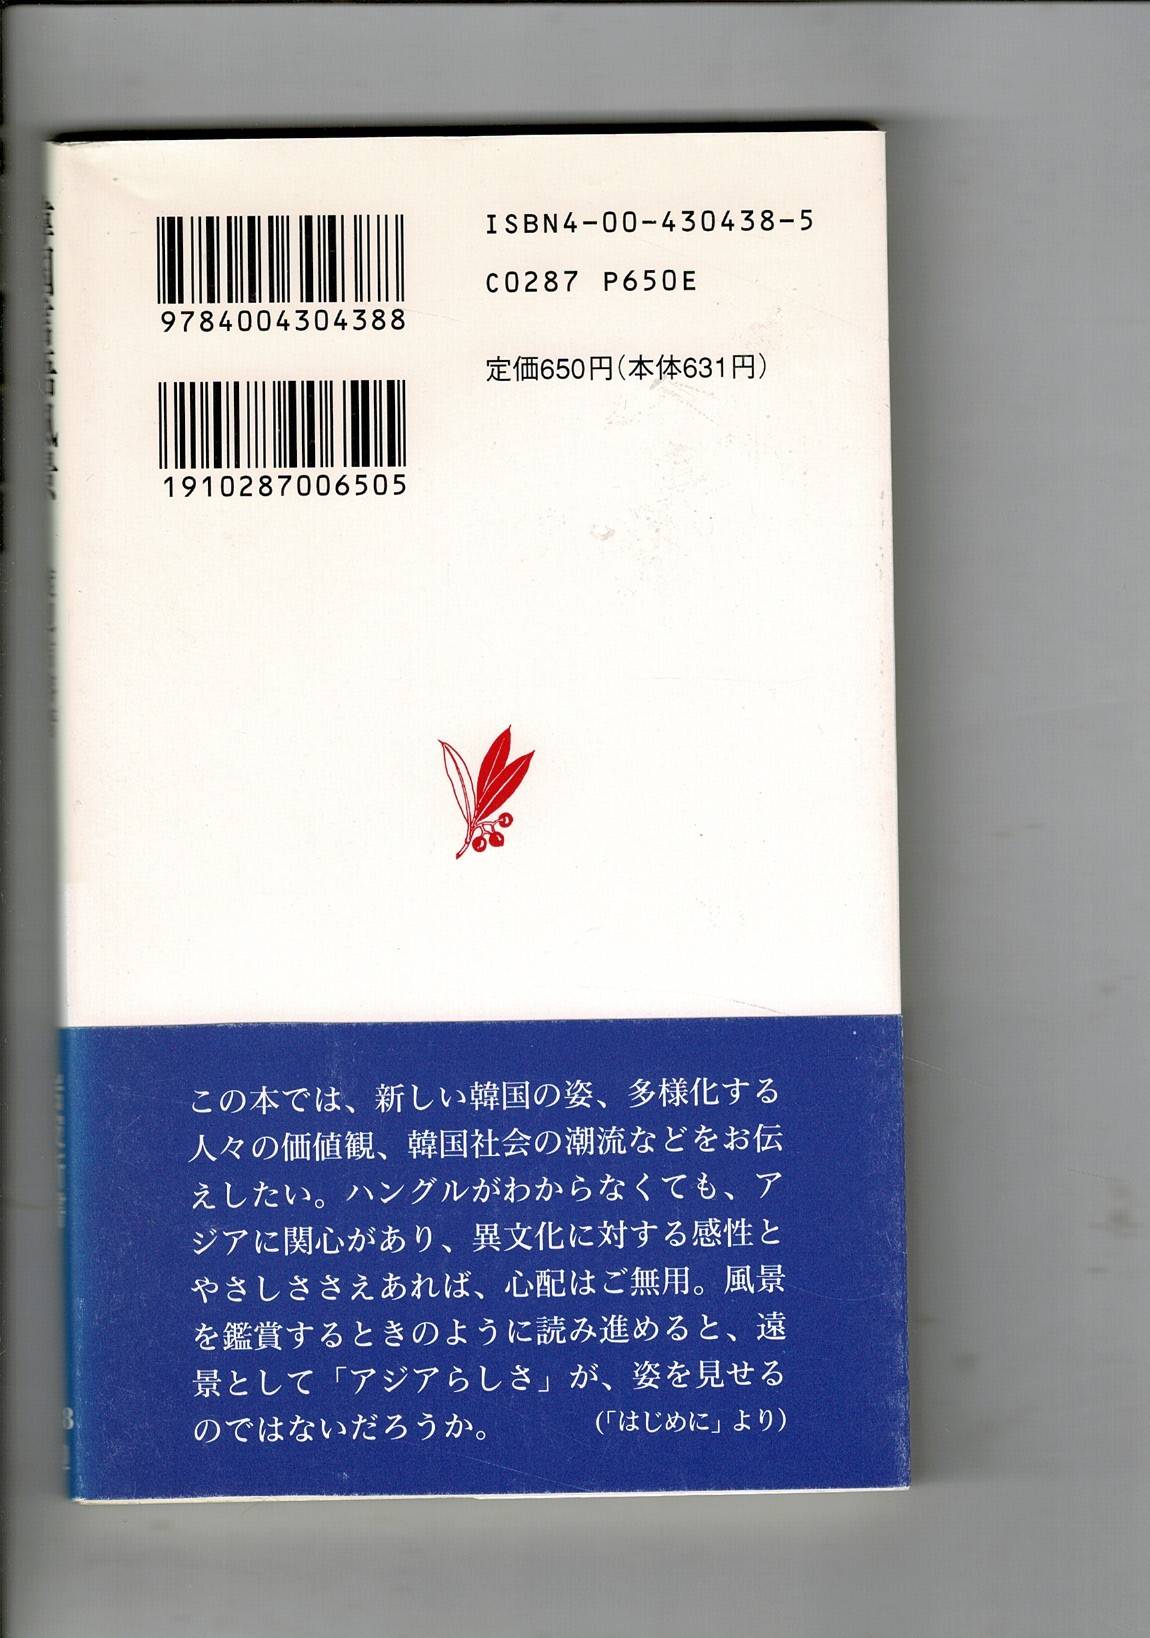 9784004304388
1910287006505
ISBN4-00-430438-5
C0287 P650E
定価650円(本体631円)
この本では、新しい韓国の姿、多様化する
人々の価値観、韓国社会の潮流などをお伝
えしたい。ハングルがわからなくても、ア
ジアに関心があり、異文化に対する感性と
やさしささえあれば、心配はご無用。風景
を鑑賞するときのように読み進めると、遠
景として「アジアらしさ」が、姿を見せる
のではないだろうか。
(「はじめに」より)